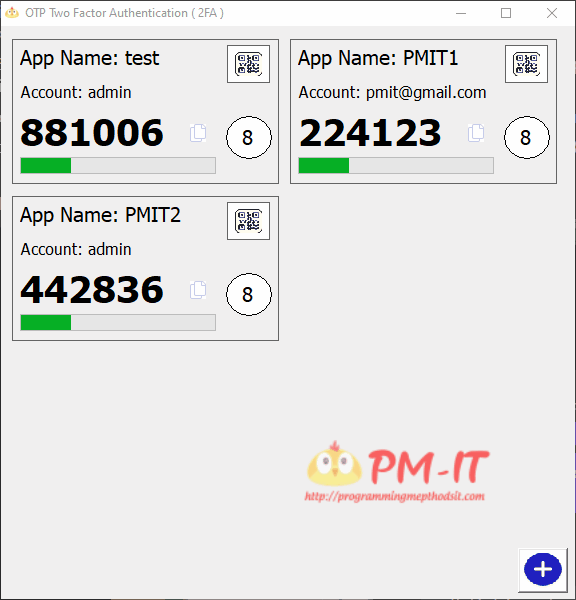 OTP Two Factor Authentication ( 2FA )
App Name: test
Account: admin
881006
8
App Name: PMIT1
Account: pmit@gmail.com
224123
8
App Name: PMIT2
Account: admin
442836
8
PM-IT
http://programmingmepthodsit.com